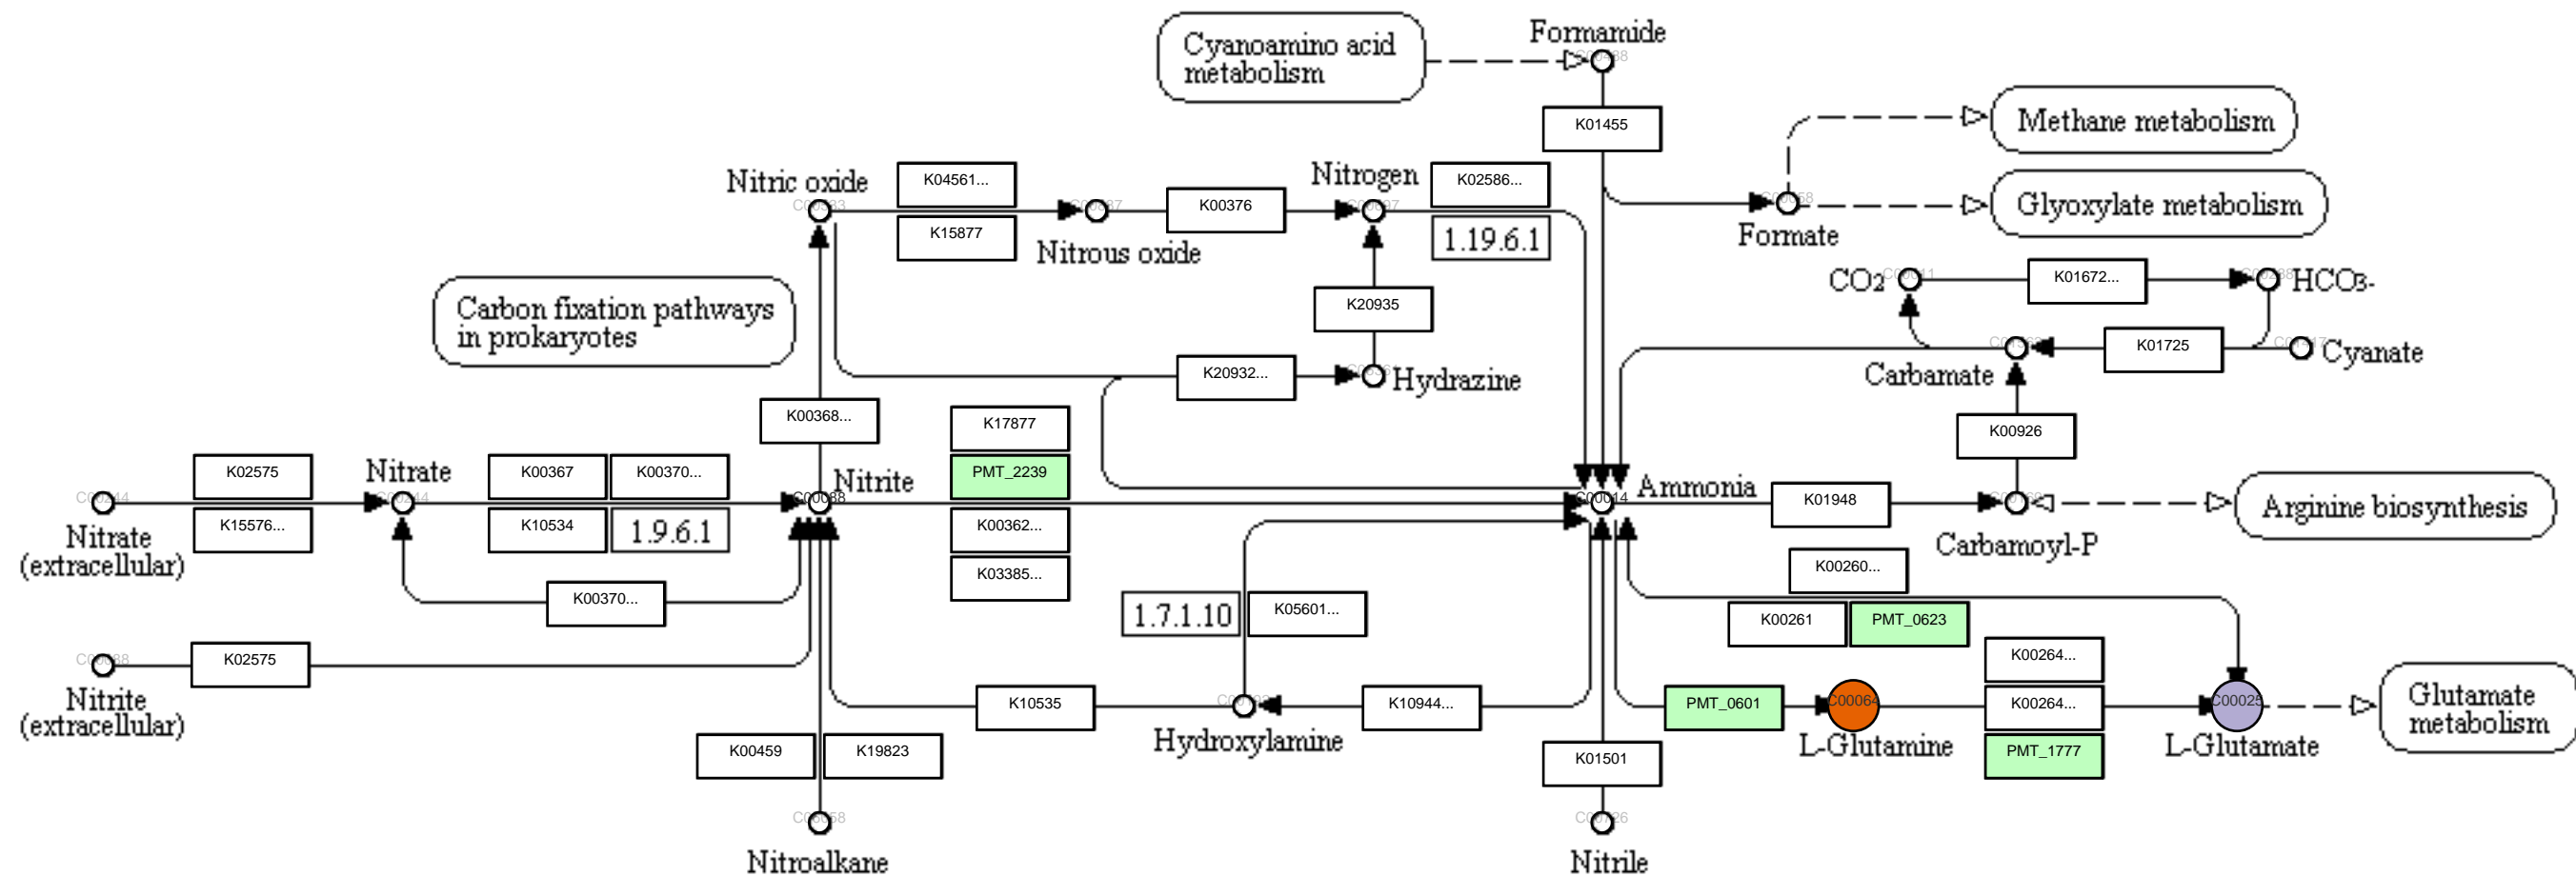 Cyanoamino acid
metabolism
Formamide
K01455
Methane metabolism
Glyoxylate metabolism
Formate
Nitric oxide
K04561...
K15877
Nitrous oxide
K00376
Nitrogen
K02586...
1.19.6.1
K20935
K20932...
Hydrazine
CO2
K01672...
HCO3-
K01725
Cyanate
Carbamate
K00926
Carbon fixation pathways
in prokaryotes
K00368...
K17877
PMT_2239
K00362...
K03385...
C00244
Nitrate
(extracellular)
K02575
K15576...
Nitrate
K00367
K00370...
K10534
1.9.6.1
K00370...
Nitrite
C00088
C00014
Ammonia
K01948
Carbamoyl-P
Arginine biosynthesis
K00260...
K00261
PMT_0623
1.7.1.10
K05601...
C00088
Nitrite
(extracellular)
K02575
K10535
Hydroxylamine
K10944...
PMT_0601
C00064
L-Glutamine
K00264...
K00264...
PMT_1777
C00025
L-Glutamate
Glutamate
metabolism
K00459
K19823
Nitroalkane
K01501
Nitrile